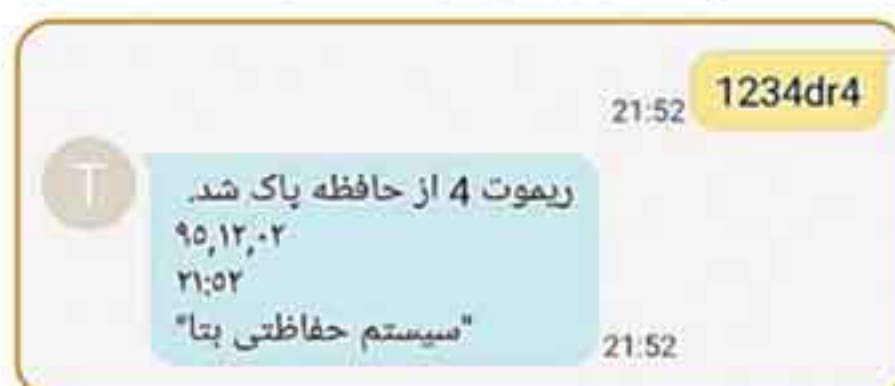 1234dr4
21:52
T
ریموت 4 از حافظه پاک شد.
۹۵,۱۲,۰۲
۲۱:۵۲
"سیستم حفاظتی بتا"
21:52